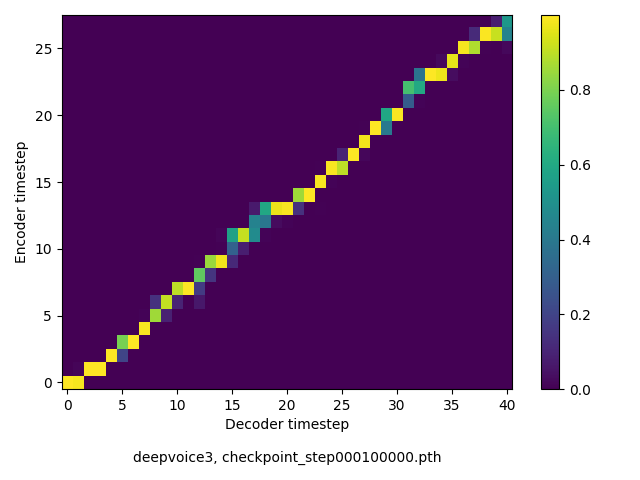 25
20
15
10
5
0
Encoder timestep
0 5 10 15 20 25 30 35 40
Decoder timestep
0.8
0.6
0.4
0.2
0.0
deepvoice3, checkpoint_step000100000.pth